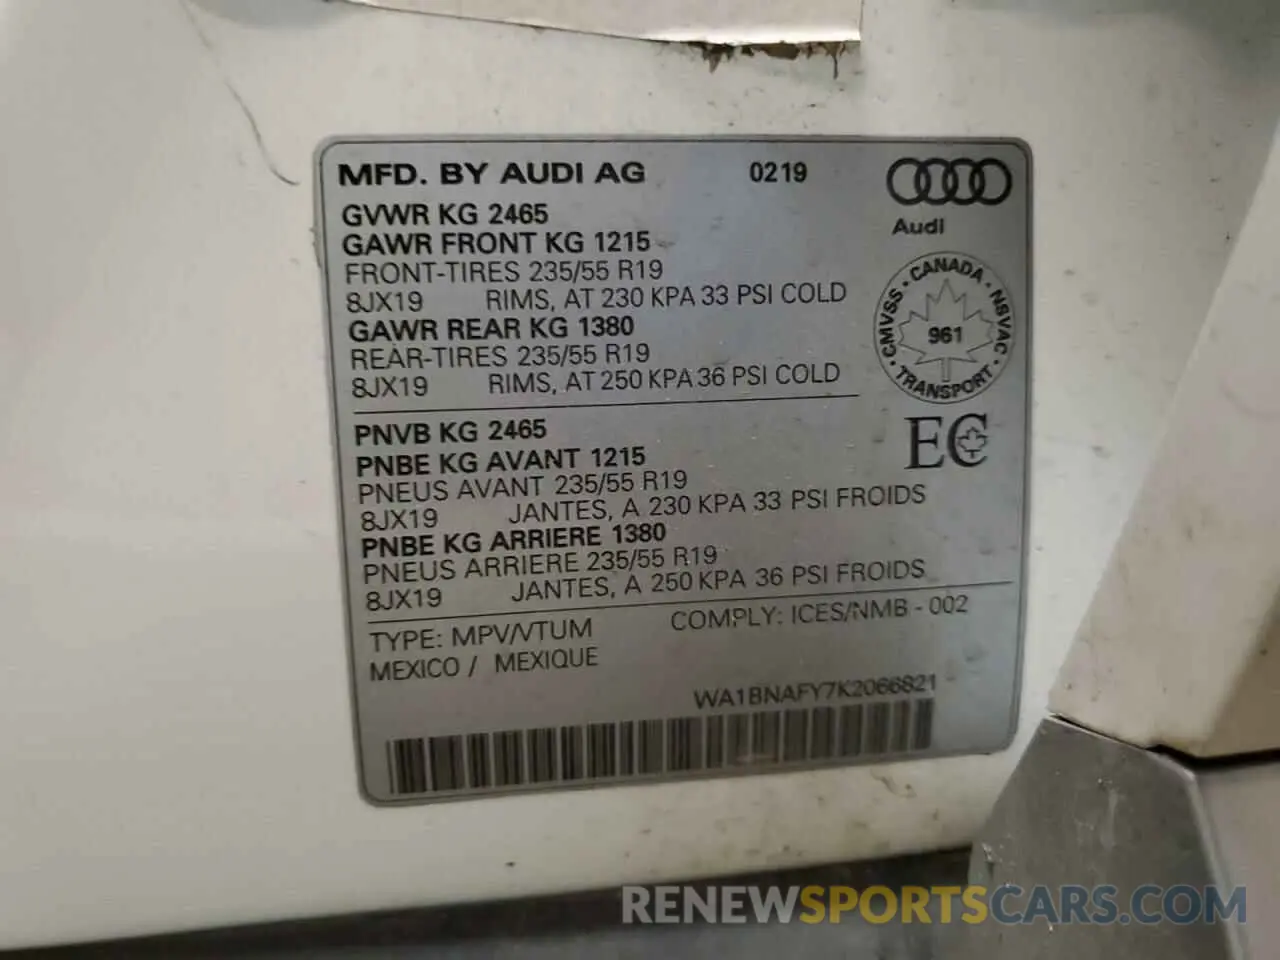 MFD. BY AUDI AG 0219
Audi
GVWR KG 2465
GAWR FRONT KG 1215
FRONT-TIRES 235/55 R19
8JX19 RIMS, AT 230 KPA 33 PSI COLD
GAWR REAR KG 1380
REAR-TIRES 235/55 R19
8JX19 RIMS, AT 250 KPA 36 PSI COLD
CMVSS · CANADA · NSVAC · TRANSPORT ·
961
EC
PNVB KG 2465
PNBE KG AVANT 1215
PNEUS AVANT 235/55 R19
8JX19 JANTES, A 230 KPA 33 PSI FROIDS
PNBE KG ARRIERE 1380
PNEUS ARRIERE 235/55 R19
8JX19 JANTES, A 250 KPA 36 PSI FROIDS
TYPE: MPV/VTUM COMPLY: ICES/NMB - 002
MEXICO / MEXIQUE
WA1BNAFY7K2066821
RENEWSPORTSCARS.COM